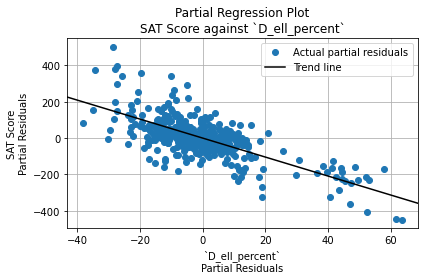 Partial Regression Plot
SAT Score against `D_ell_percent`
Actual partial residuals
Trend line
400
200
0
−200
−400
SAT Score
Partial Residuals
−40
−20
0
20
40
60
`D_ell_percent`
Partial Residuals